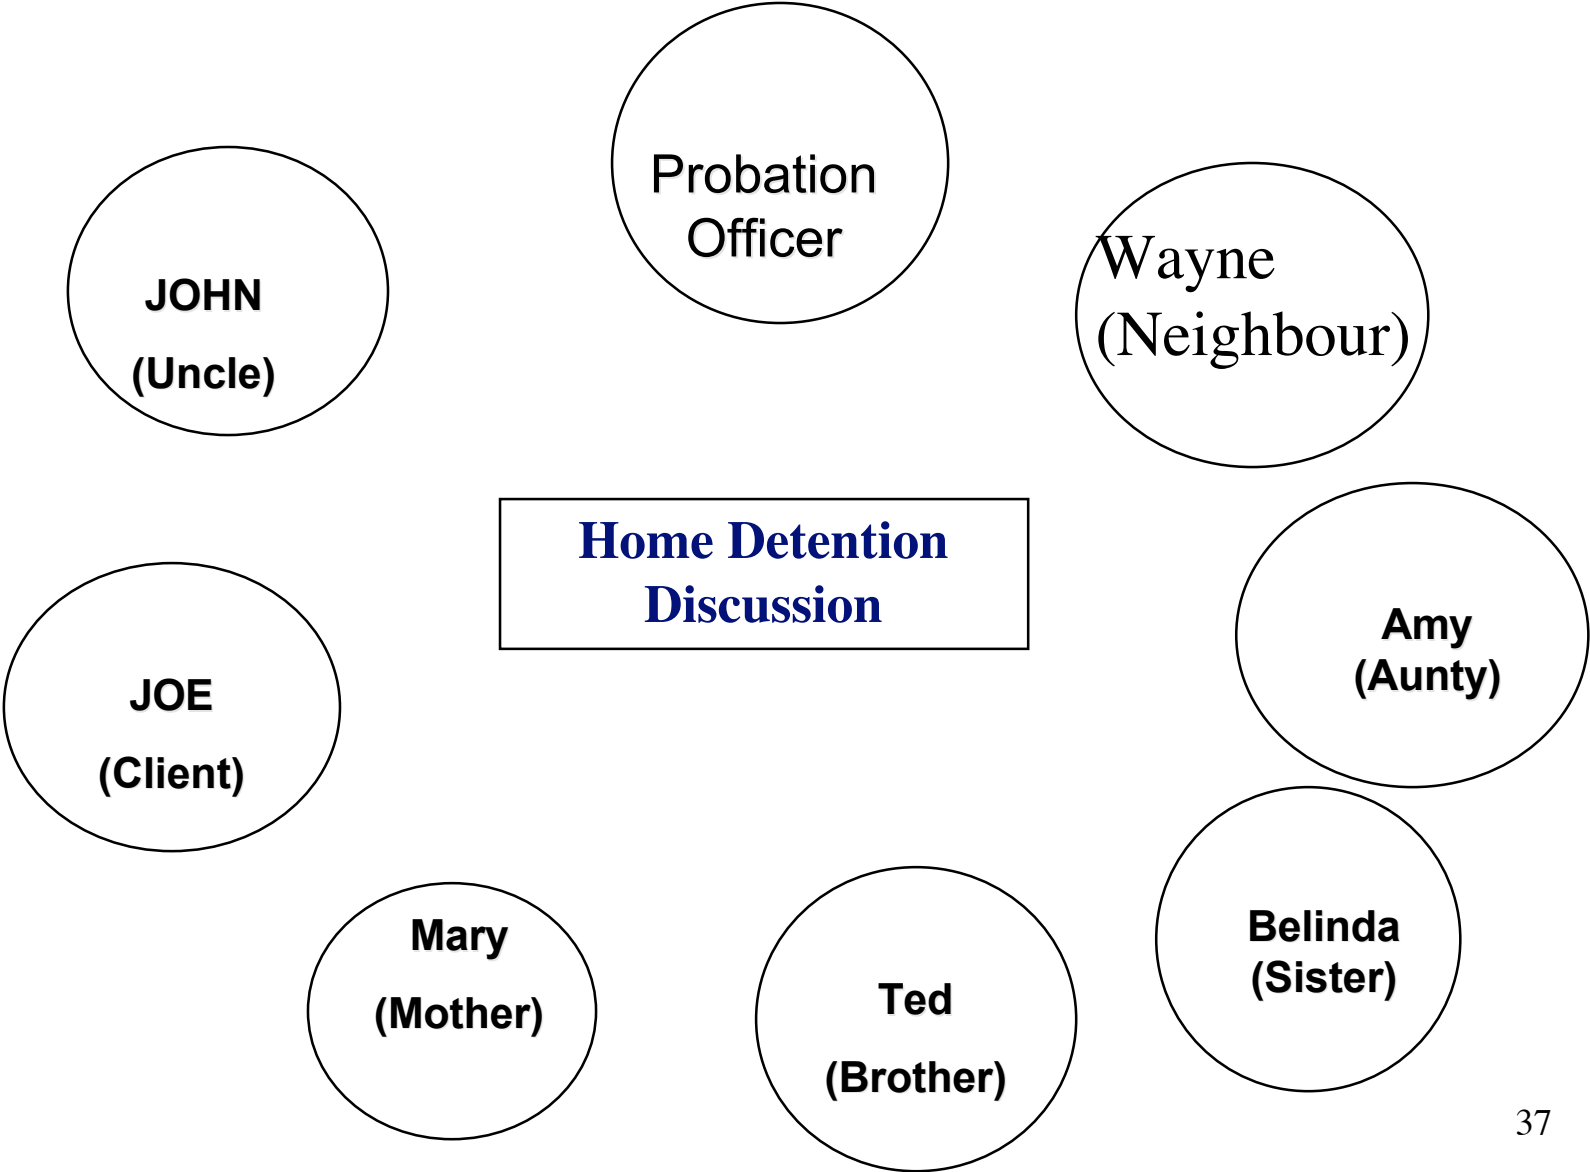 Probation
Officer
Wayne
(Neighbour)
JOHN
(Uncle)
Home Detention
Discussion
Amy
(Aunty)
JOE
(Client)
Mary
(Mother)
Ted
(Brother)
Belinda
(Sister)
37